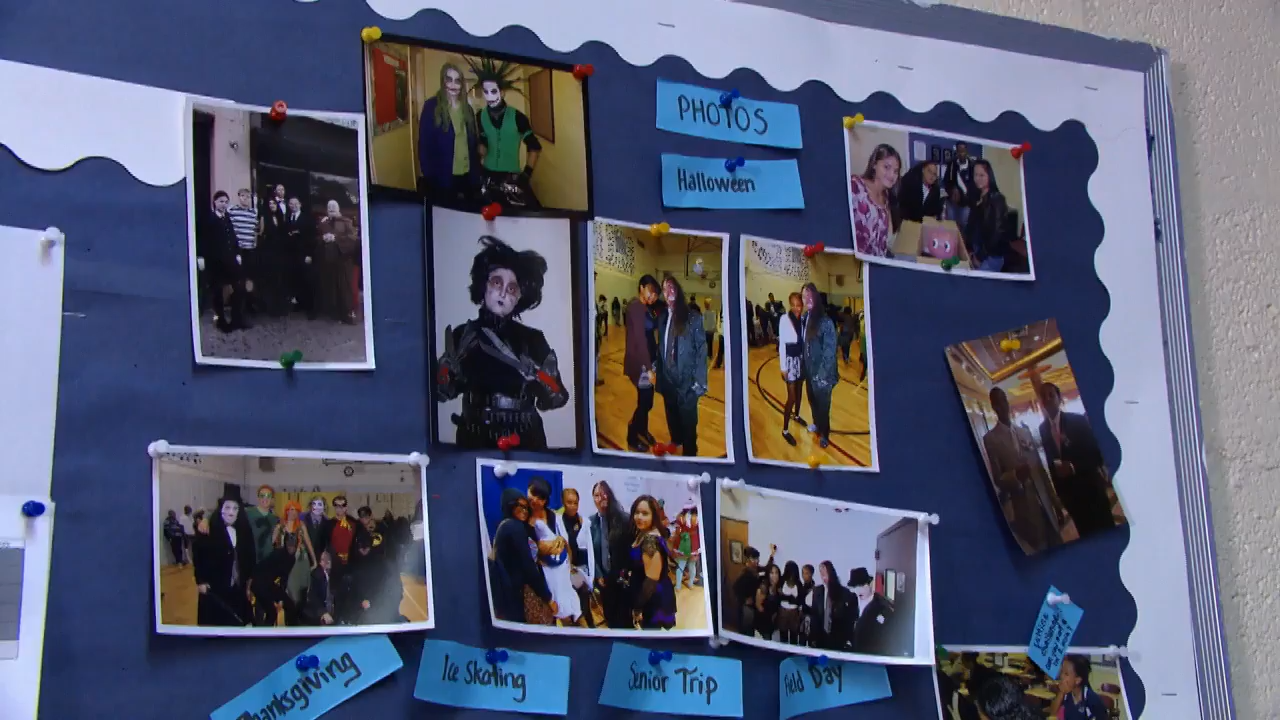 PHOTOS
Halloween
Thanksgiving
Ice Skating
Senior Trip
Field Day